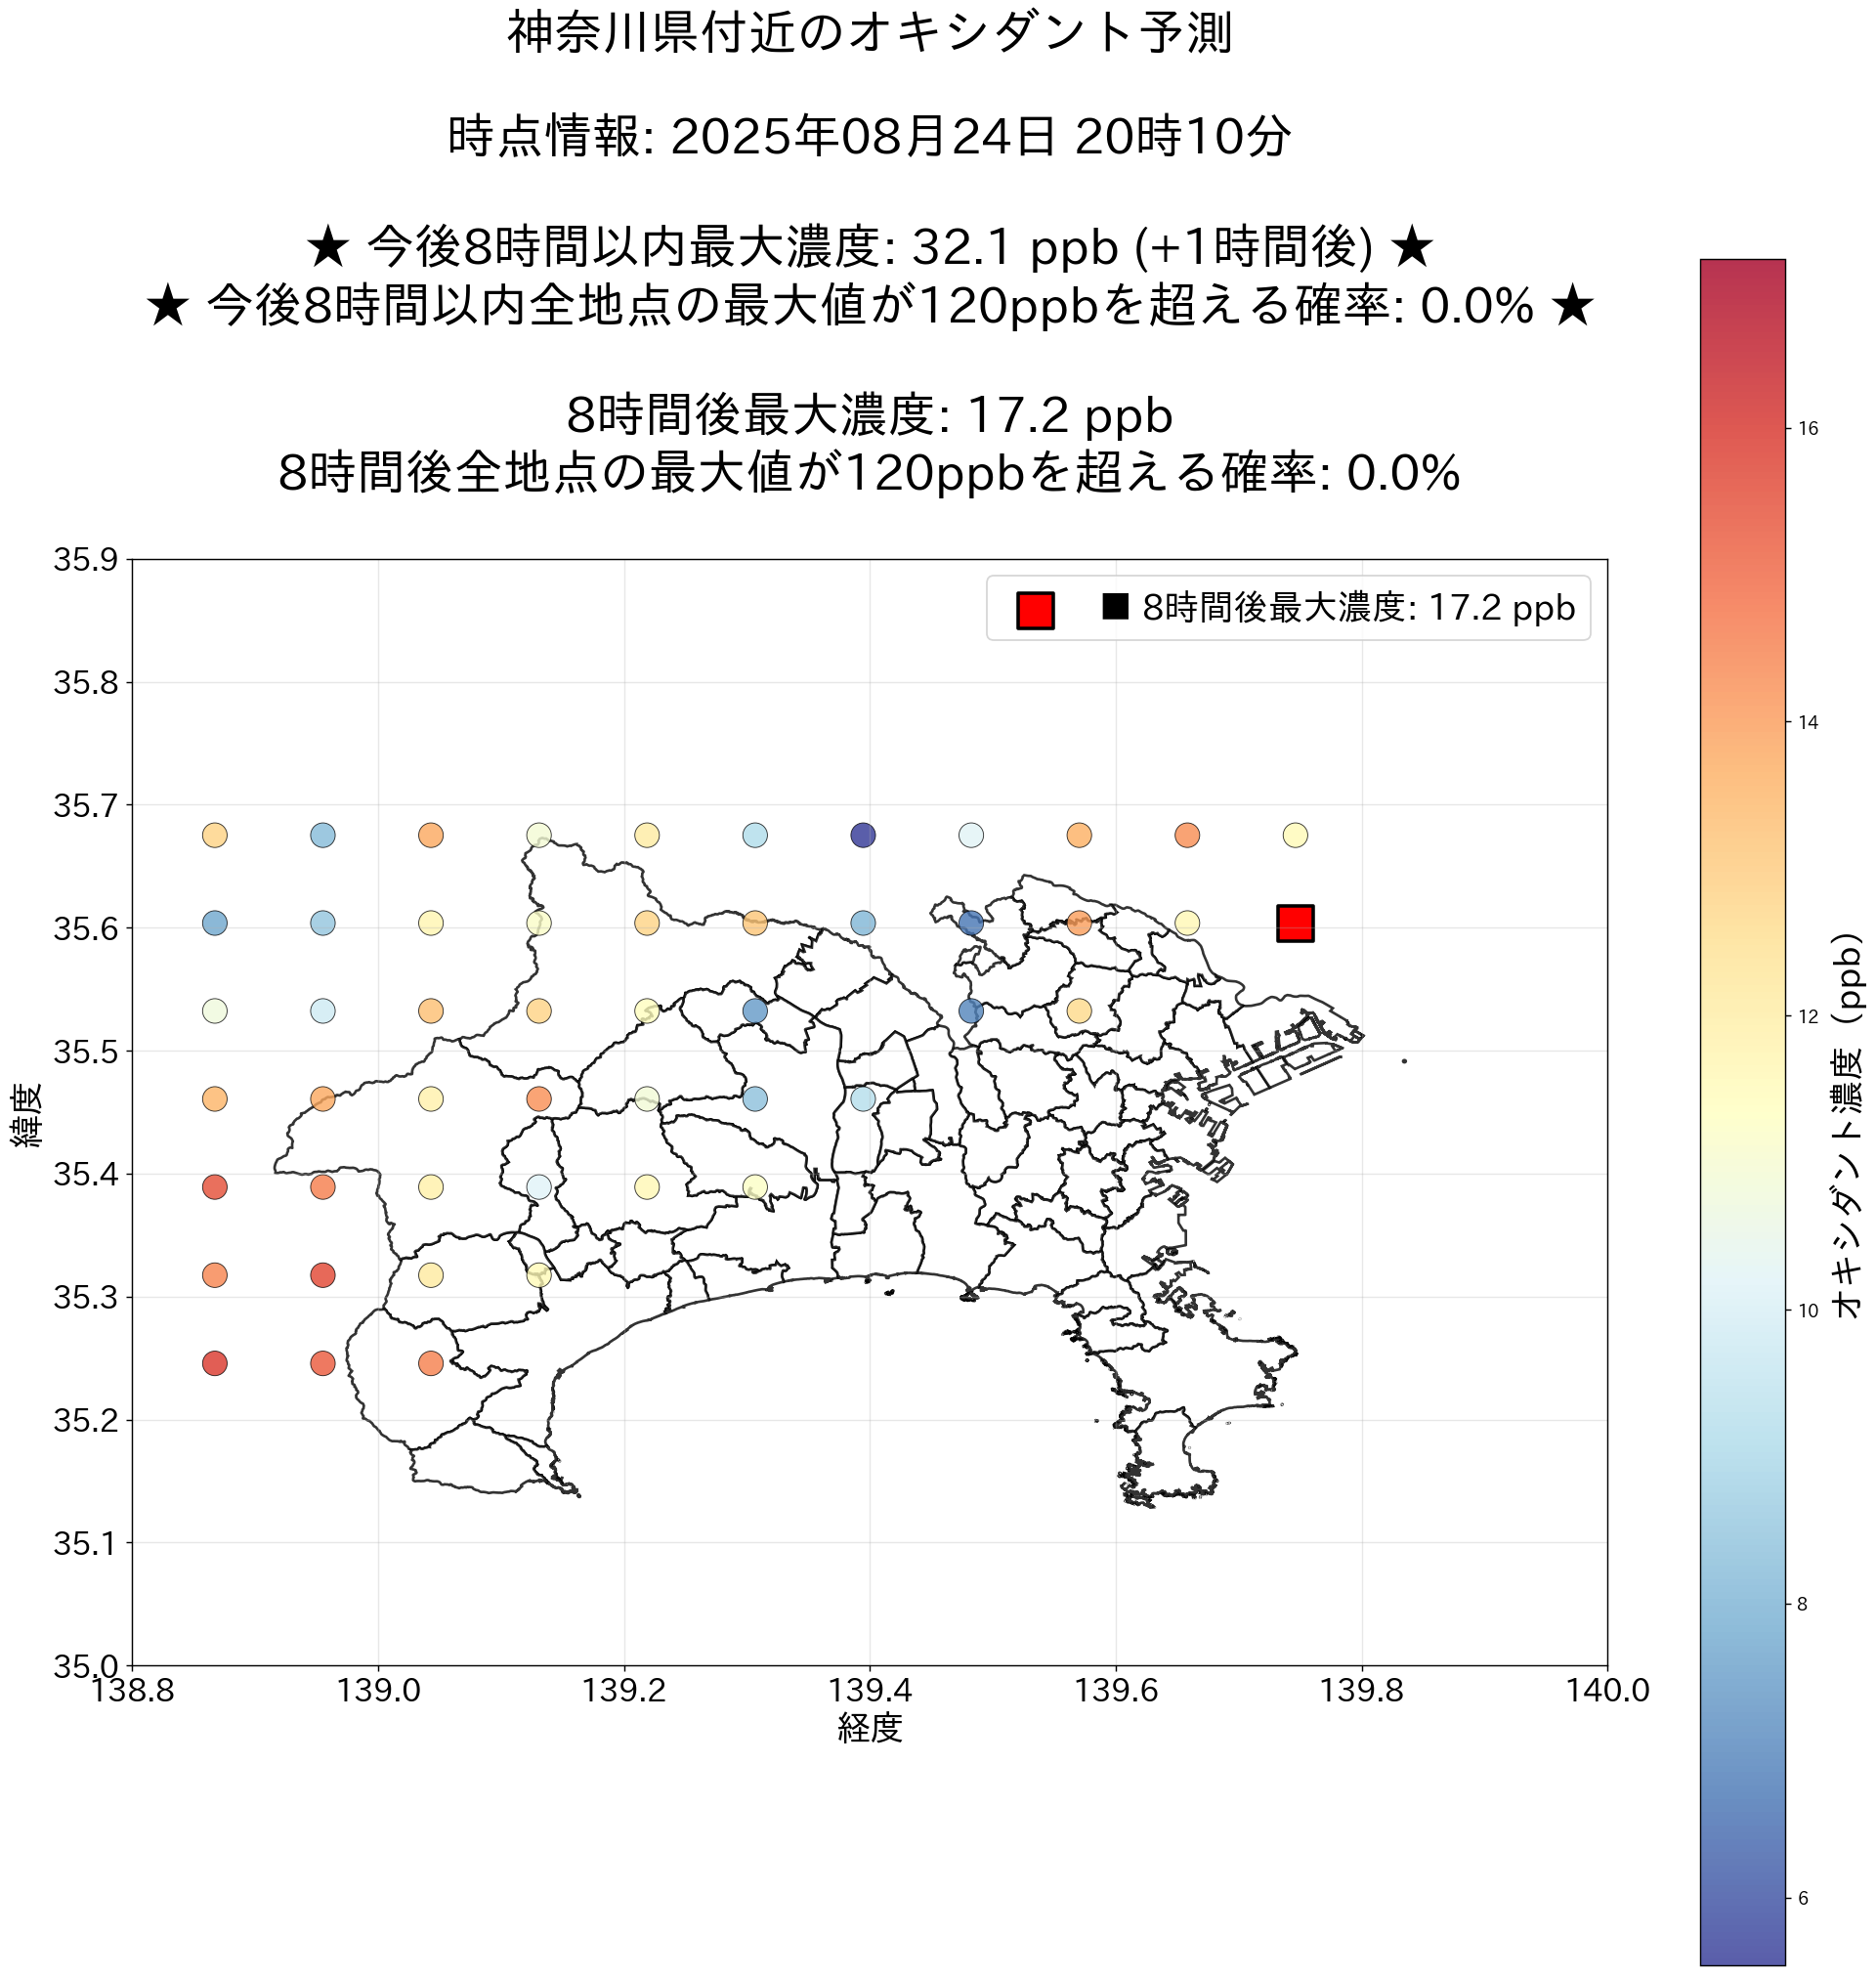 神奈川県付近のオキシダント予測
時点情報: 2025年08月24日 20時10分
★ 今後8時間以内最大濃度: 32.1 ppb (+1時間後) ★
★ 今後8時間以内全地点の最大値が120ppbを超える確率: 0.0% ★
8時間後最大濃度: 17.2 ppb
8時間後全地点の最大値が120ppbを超える確率: 0.0%
■ 8時間後最大濃度: 17.2 ppb
35.9
35.8
35.7
35.6
35.5
35.4
35.3
35.2
35.1
35.0
緯度
138.8
139.0
139.2
139.4
139.6
139.8
140.0
経度
16
14
12
10
8
6
オキシダント濃度（ppb）